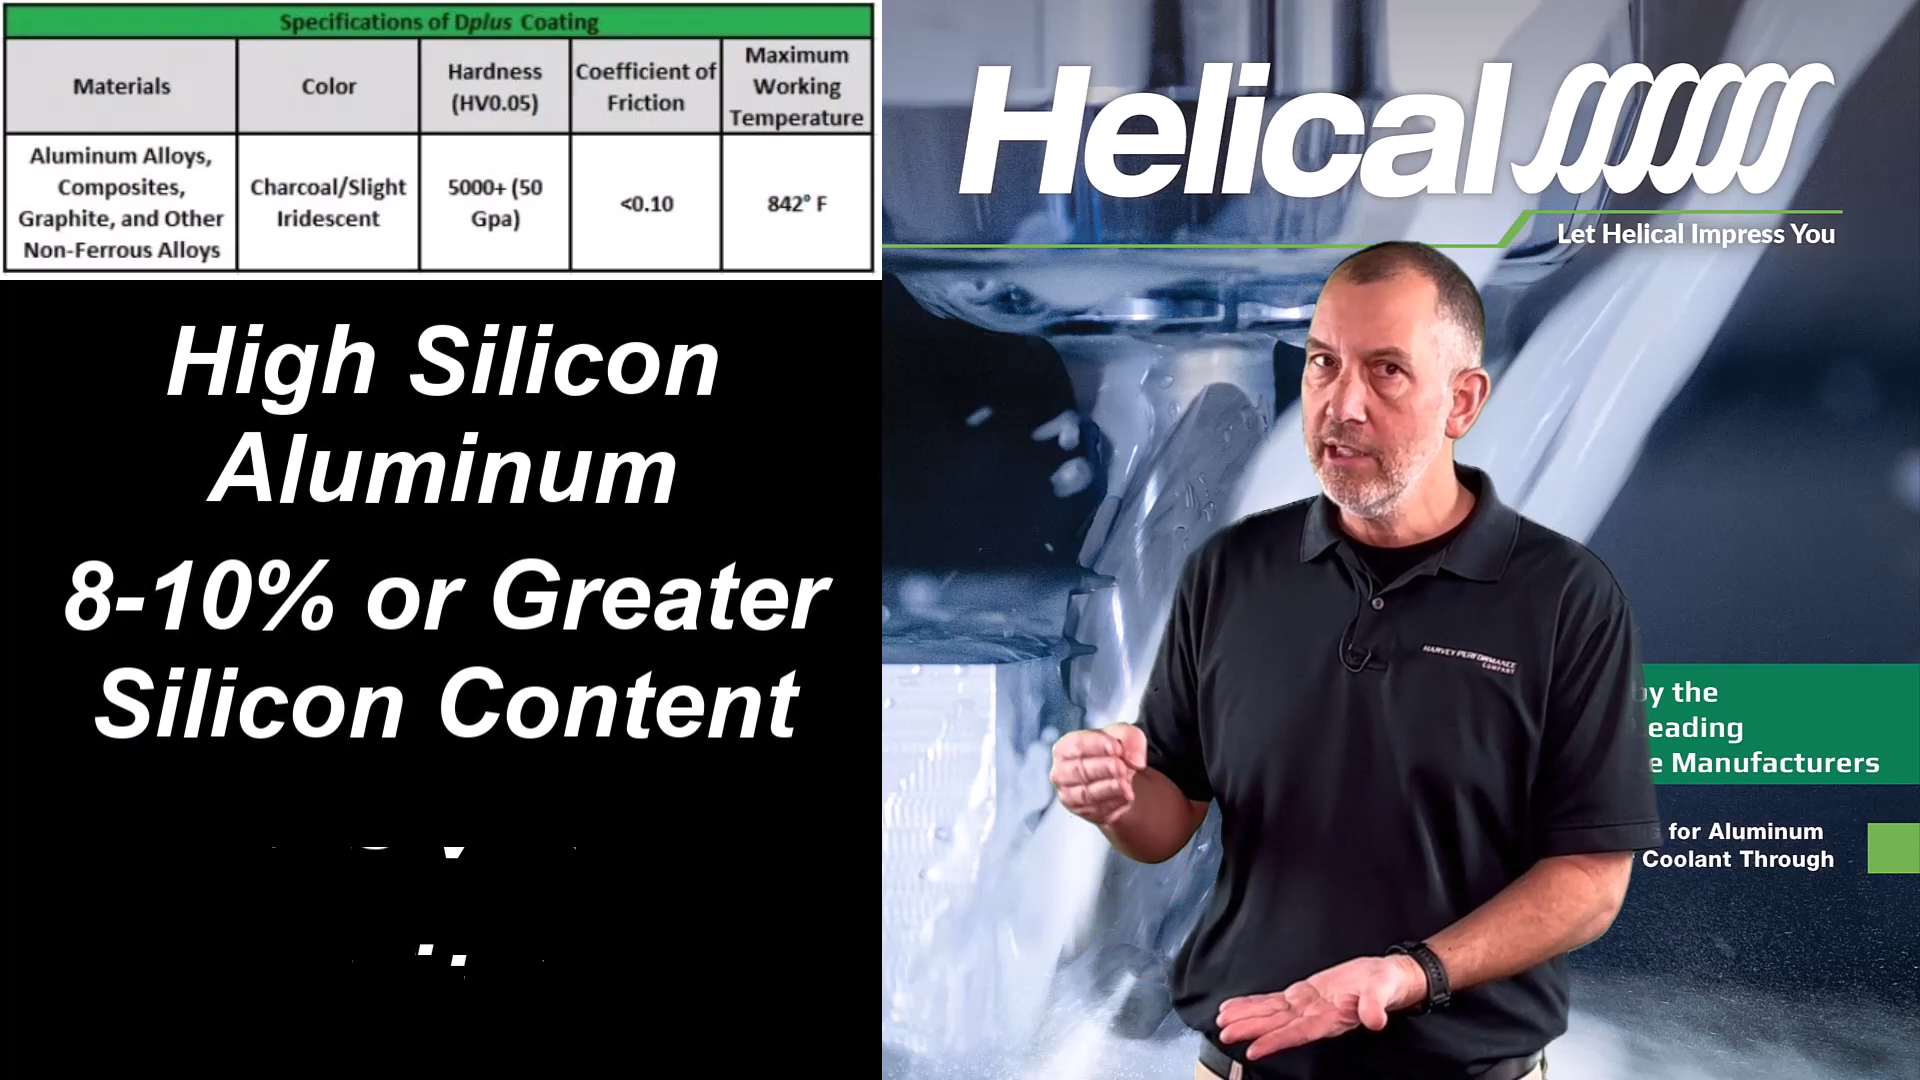 Specifications of Dplus Coating
Materials
Color
Hardness
(HV0.05)
Coefficient of
Friction
Maximum
Working
Temperature
Aluminum Alloys,
Composites,
Graphite, and Other
Non-Ferrous Alloys
Charcoal/Slight
Iridescent
5000+ (50
Gpa)
<0.10
842° F
High Silicon
Aluminum
8-10% or Greater
Silicon Content
Helical
Let Helical Impress You
HARVEY PERFORMANCE
COMPANY
by the
eading
e Manufacturers
for Aluminum
Coolant Through